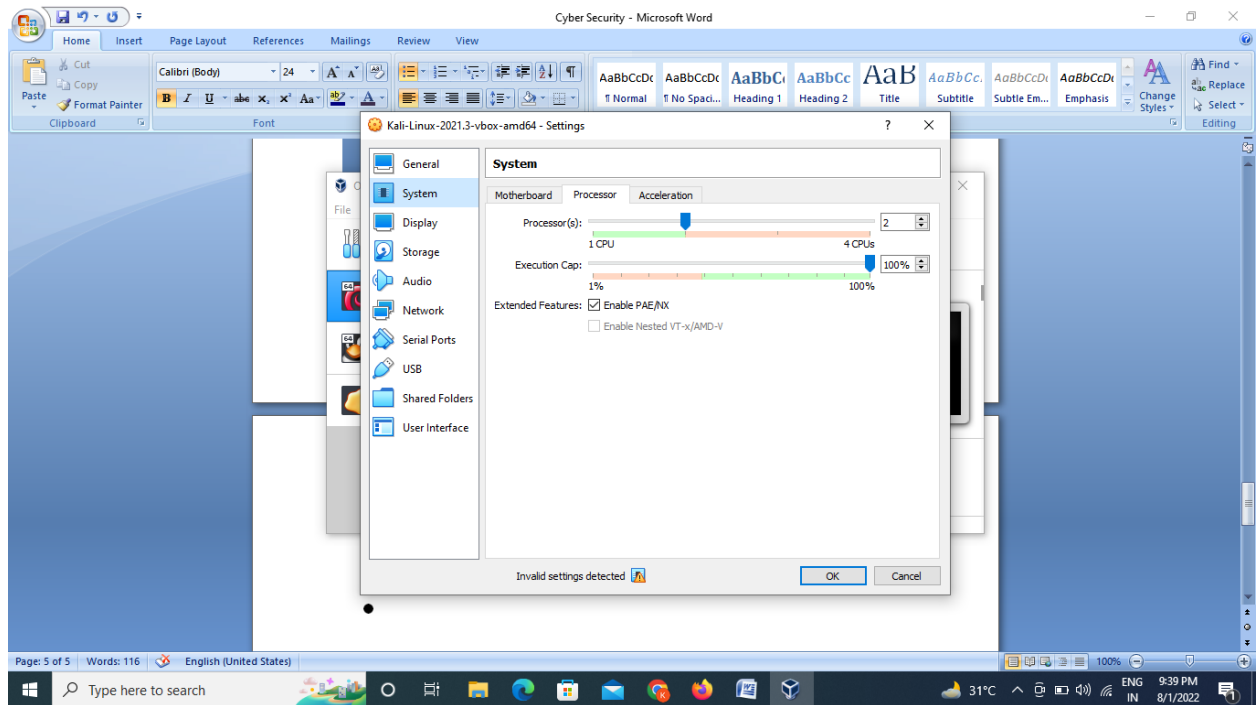 Cyber Security - Microsoft Word
Home Insert Page Layout References Mailings Review View
Cut
Copy
Format Painter
Paste
Clipboard
Calibri (Body) 24
Font
AaBbCcDc AaBbCcDc AaBbC AaBbCc AaB AaBbCc. AaBbCcDc AaBbCcDc
¶ Normal ¶ No Spaci... Heading 1 Heading 2 Title Subtitle Subtle Em... Emphasis
Change Styles
Find
Replace
Select
Editing
File
Kali-Linux-2021.3-vbox-amd64 - Settings
General
System
Display
Storage
Audio
Network
Serial Ports
USB
Shared Folders
User Interface
System
Motherboard Processor Acceleration
Processor(s): 2
1 CPU 4 CPUs
Execution Cap: 100%
1% 100%
Extended Features: Enable PAE/NX
Enable Nested VT-x/AMD-V
Invalid settings detected
OK Cancel
Page: 5 of 5 Words: 116 English (United States) 100%
Type here to search
31°C
ENG
IN
9:39 PM
8/1/2022